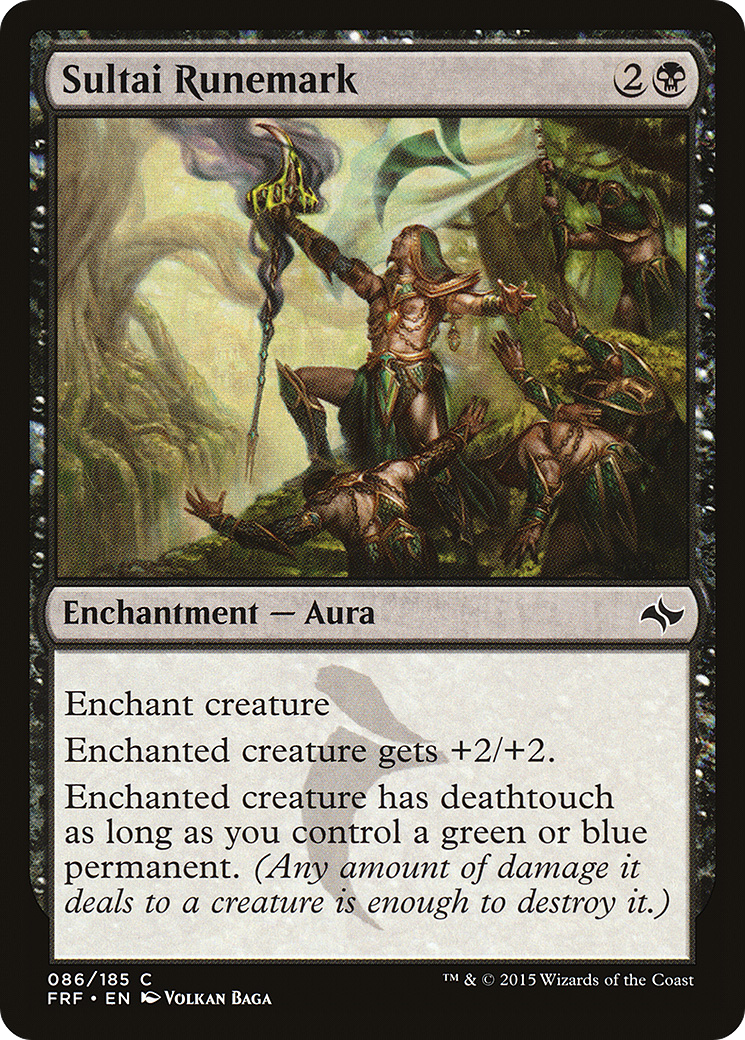 Sultai Runemark 2
Enchantment — Aura
Enchant creature
Enchanted creature gets +2/+2.
Enchanted creature has deathtouch
as long as you control a green or blue
permanent. (Any amount of damage it
deals to a creature is enough to destroy it.)
086/185 C
FRF • EN Volkan Baga
™ & © 2015 Wizards of the Coast